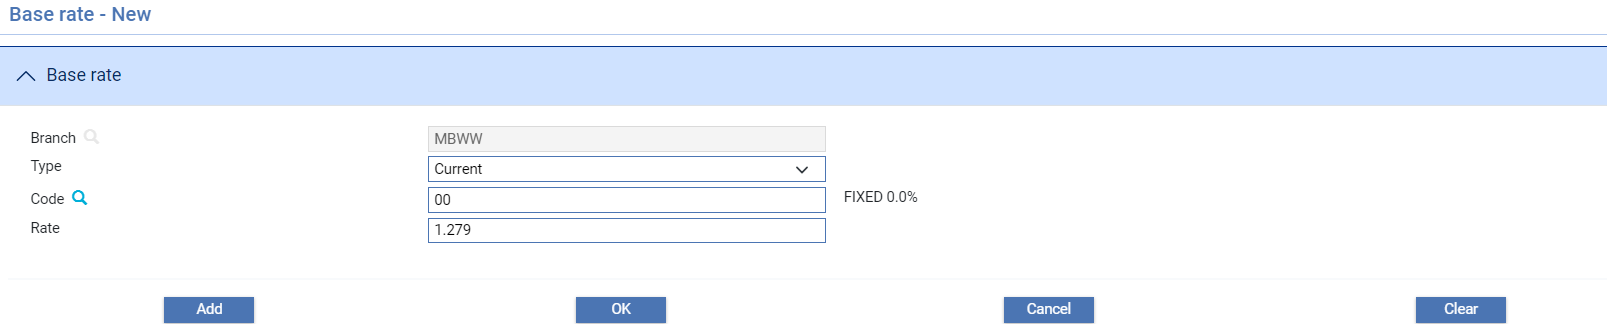 Base rate - New
Base rate
Branch MBWW
Type Current
Code 00 FIXED 0.0%
Rate 1.279
Add OK Cancel Clear